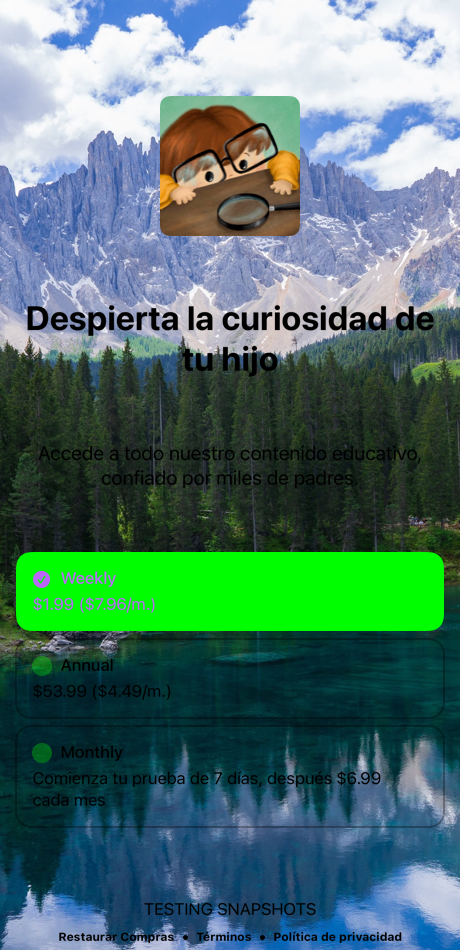 Despierta la curiosidad de
tu hijo
Accede a todo nuestro contenido educativo,
confiado por miles de padres.
Weekly
$1.99 ($7.96/m.)
Annual
$53.99 ($4.49/m.)
Monthly
Comienza tu prueba de 7 días, después $6.99
cada mes
TESTING SNAPSHOTS
Restaurar Compras • Términos • Política de privacidad